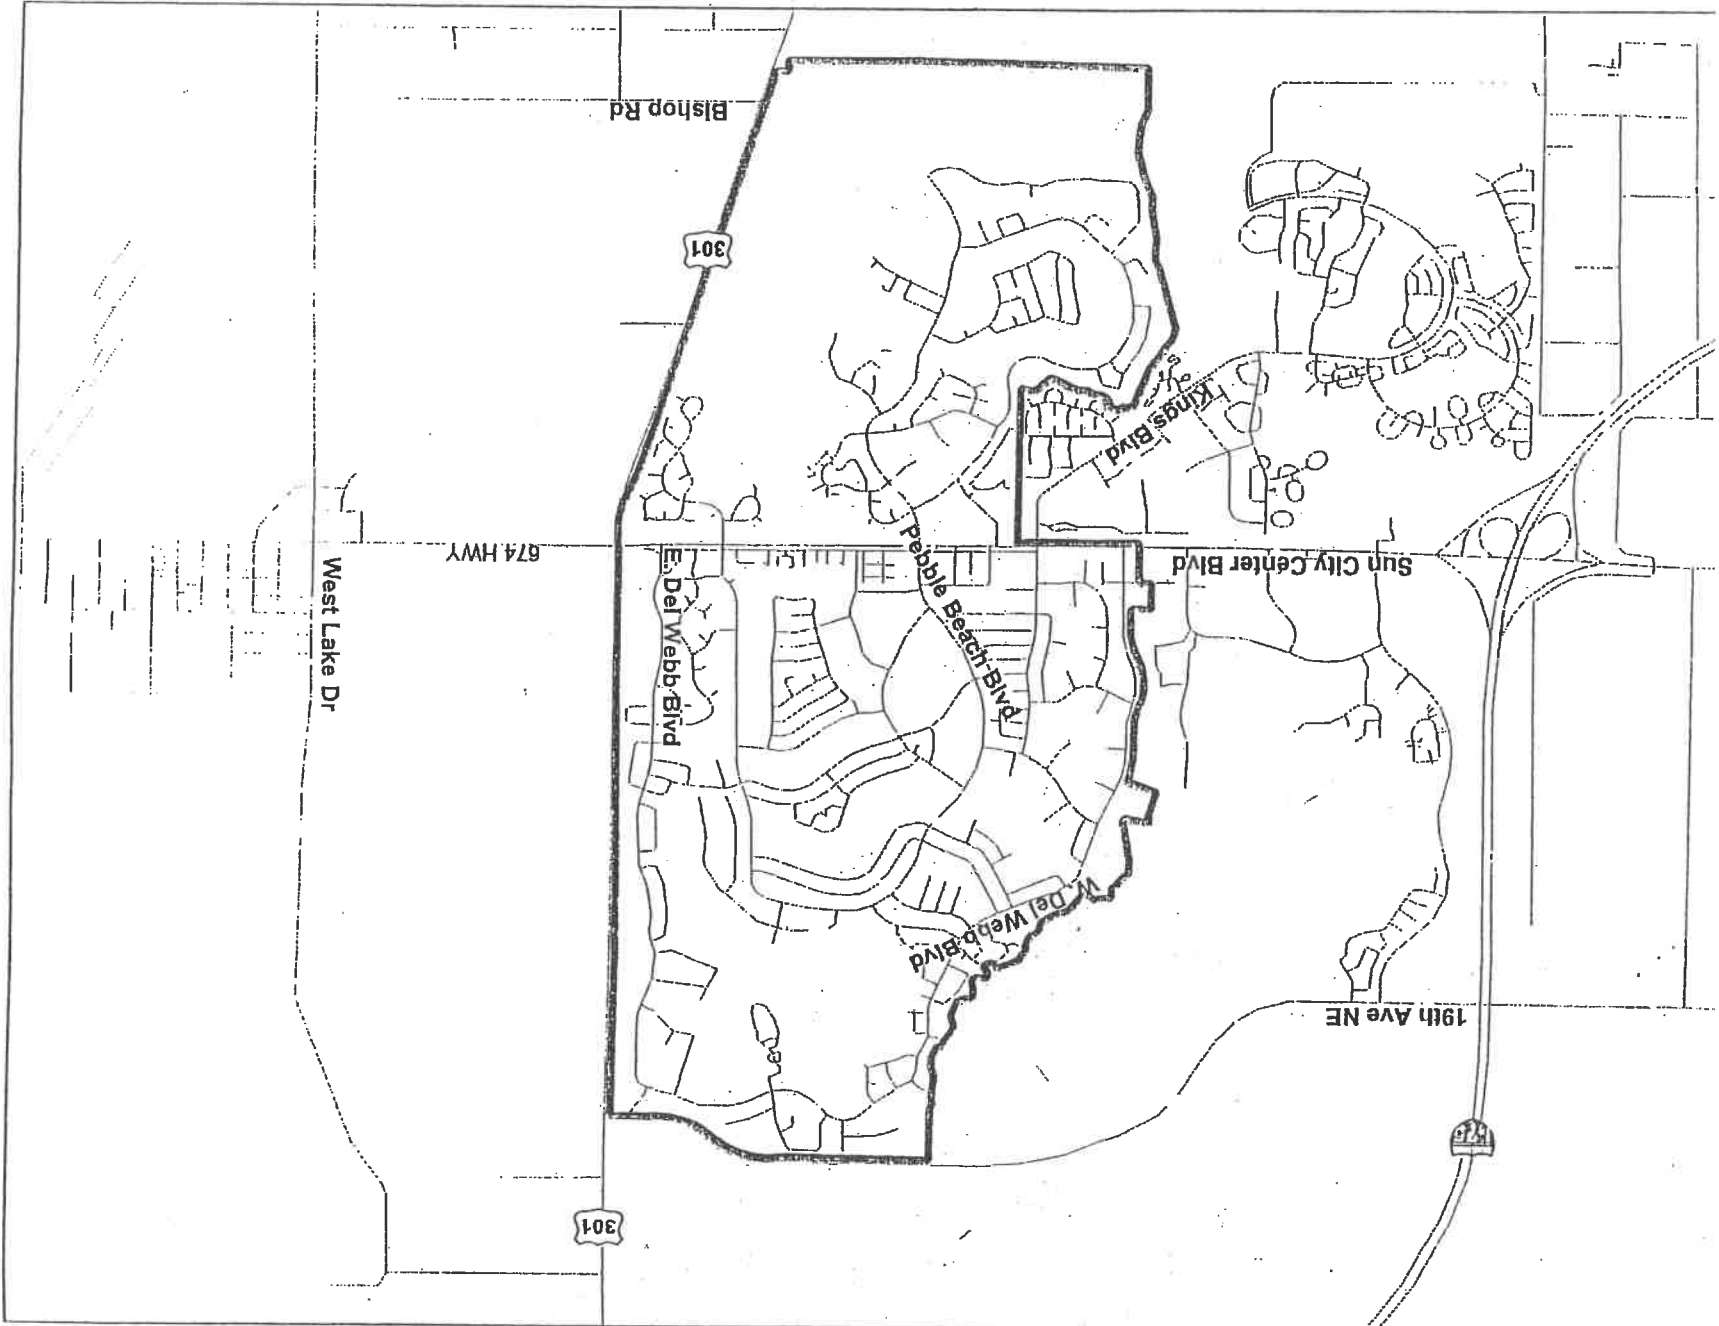 301
19th Ave NE
W. Del Webb Blvd
West Lake Dr
E. Del Webb Blvd
Pebble Beach Blvd
Sun City Center Blvd
674 HWY
Kings Blvd
301
Bishop Rd